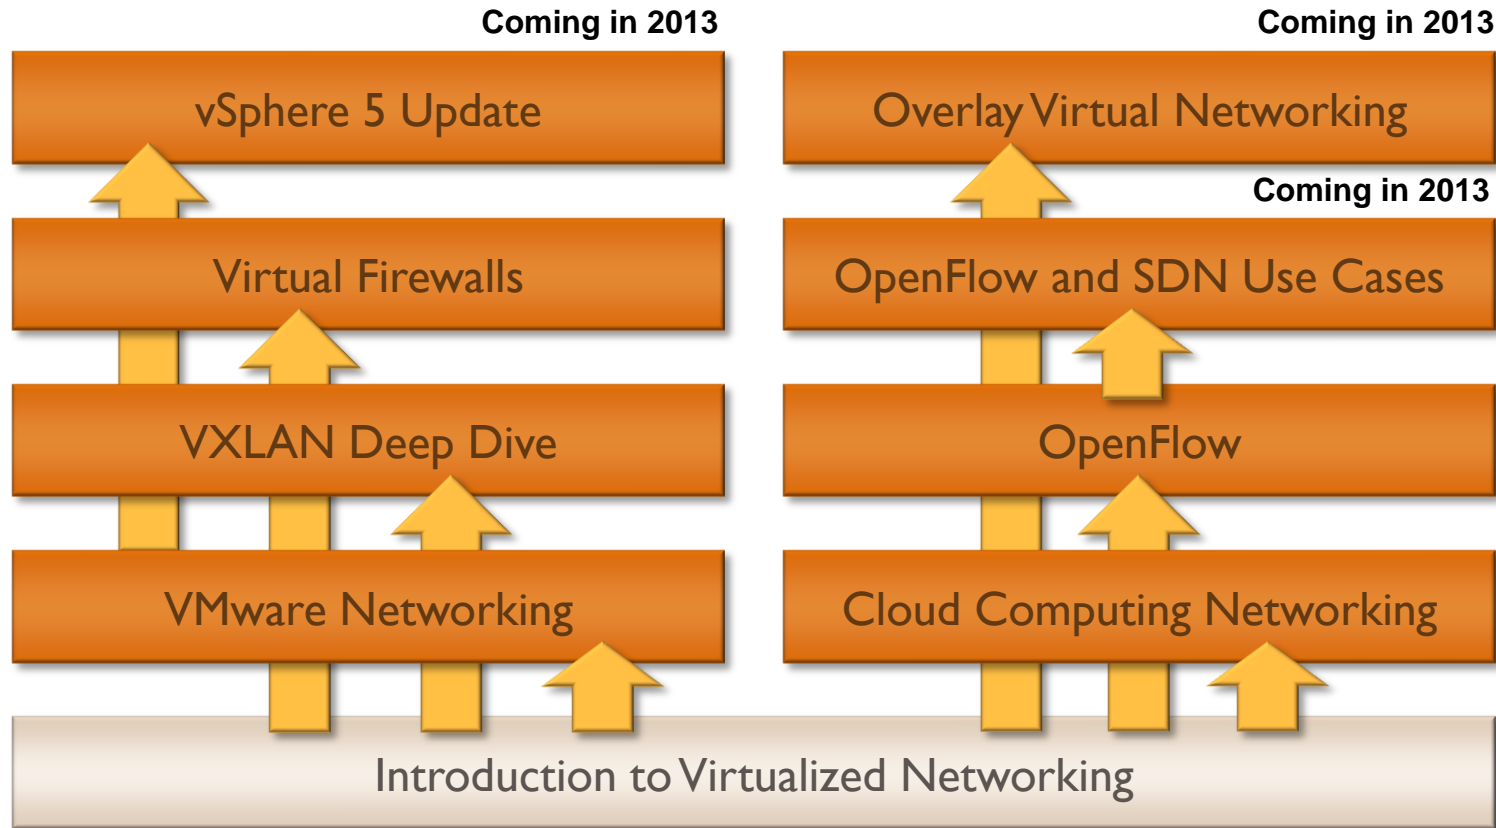 Coming in 2013
Coming in 2013
vSphere 5 Update
Overlay Virtual Networking
Coming in 2013
Virtual Firewalls
OpenFlow and SDN Use Cases
VXLAN Deep Dive
OpenFlow
VMware Networking
Cloud Computing Networking
Introduction to Virtualized Networking